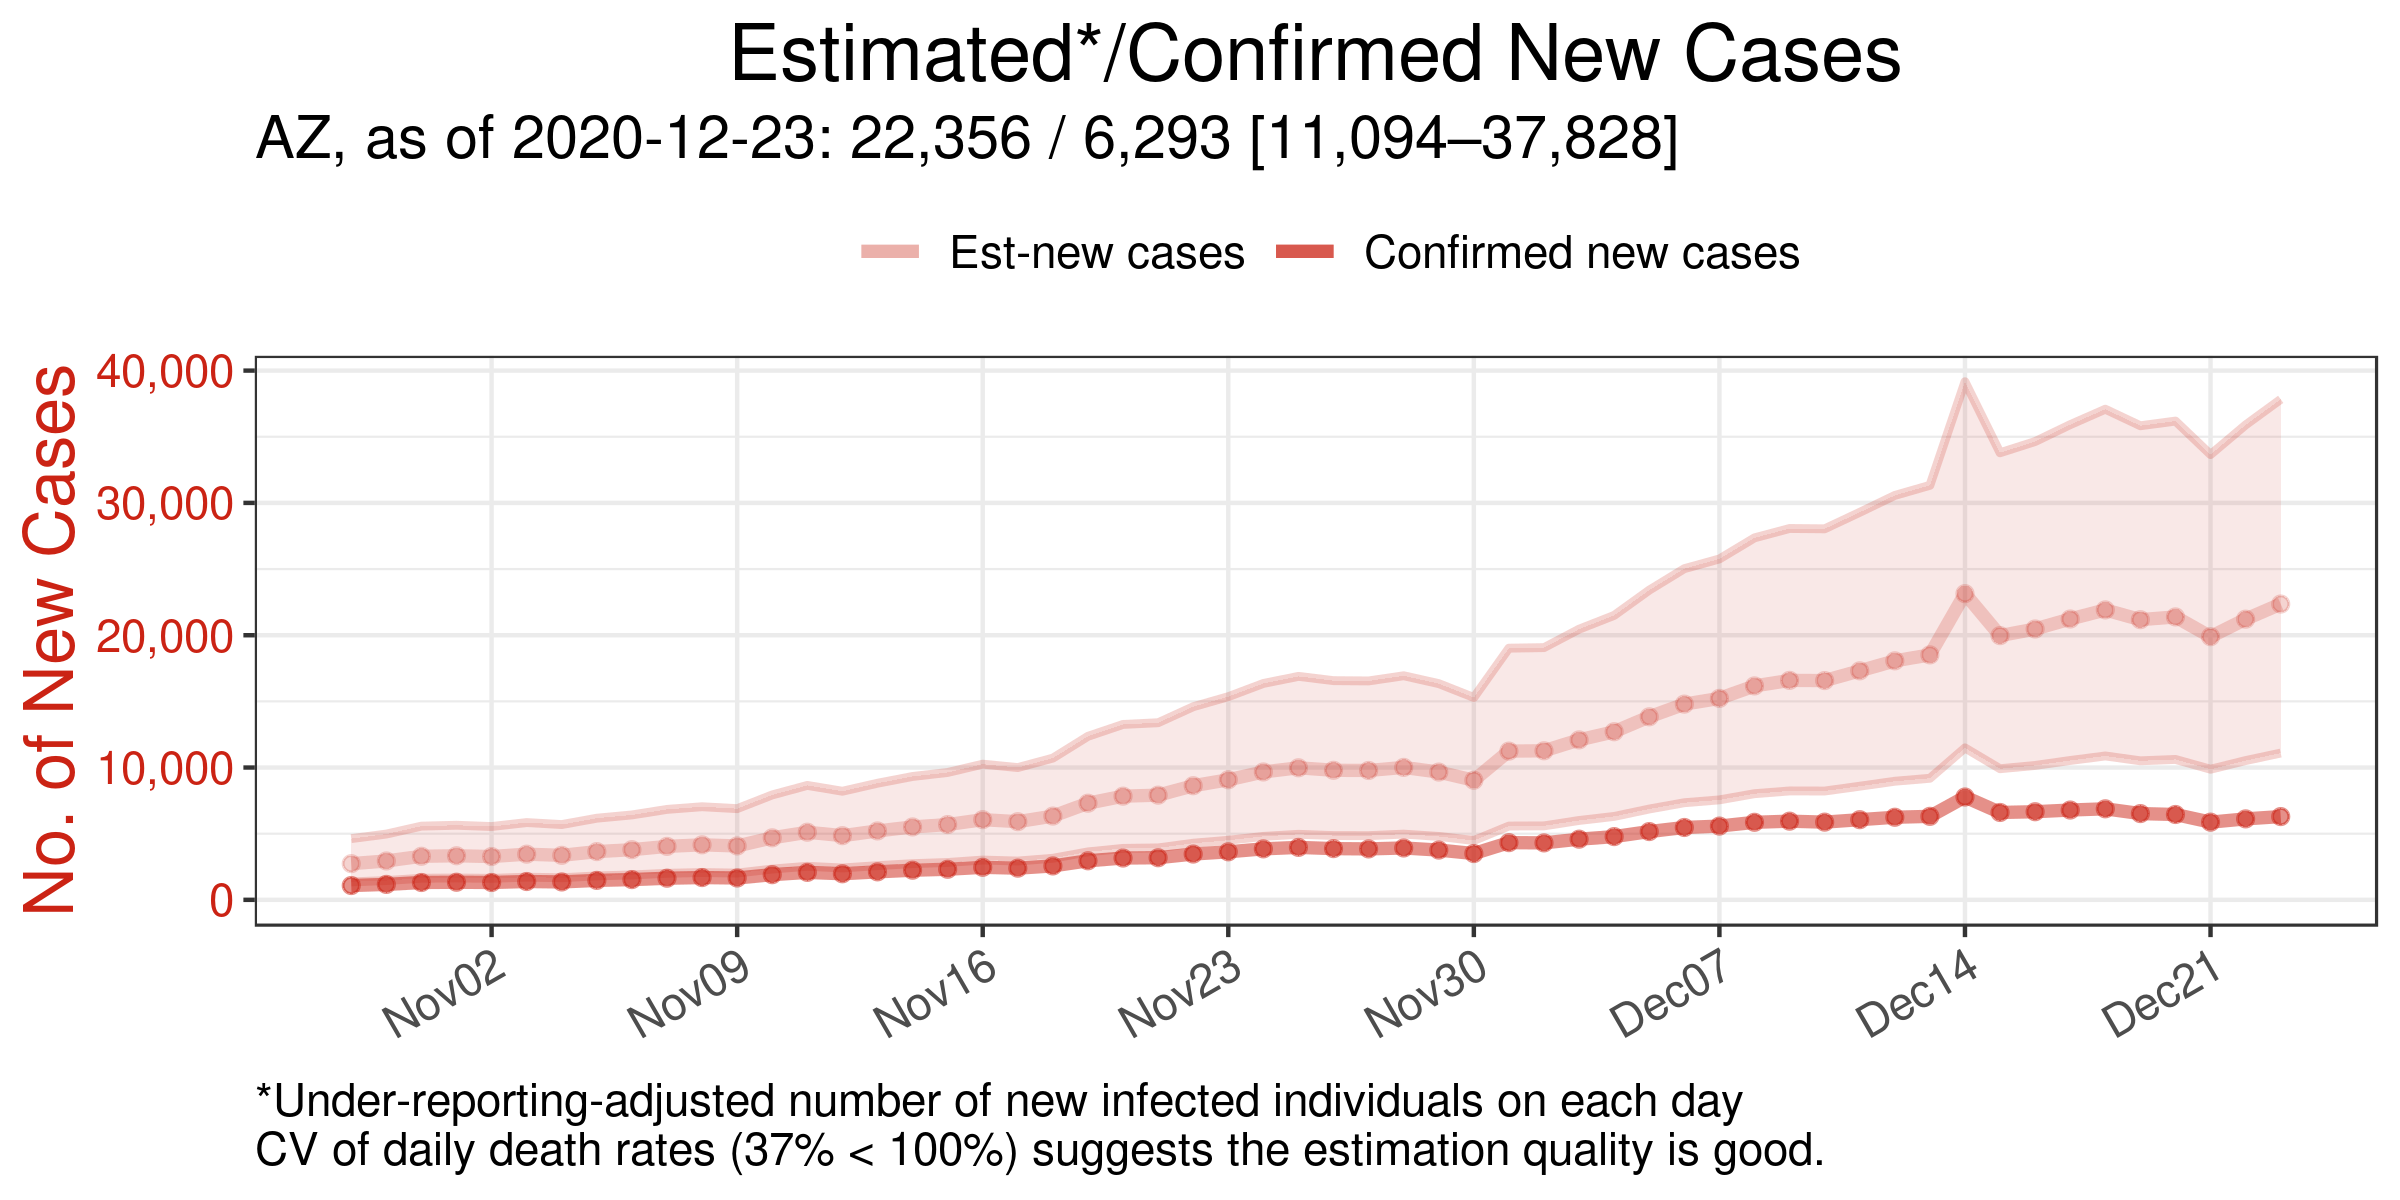 Estimated*/Confirmed New Cases
AZ, as of 2020-12-23: 22,356 / 6,293 [11,094–37,828]
Est-new cases Confirmed new cases
No. of New Cases
40,000
30,000
20,000
10,000
0
Nov02 Nov09 Nov16 Nov23 Nov30 Dec07 Dec14 Dec21
*Under-reporting-adjusted number of new infected individuals on each day
CV of daily death rates (37% < 100%) suggests the estimation quality is good.